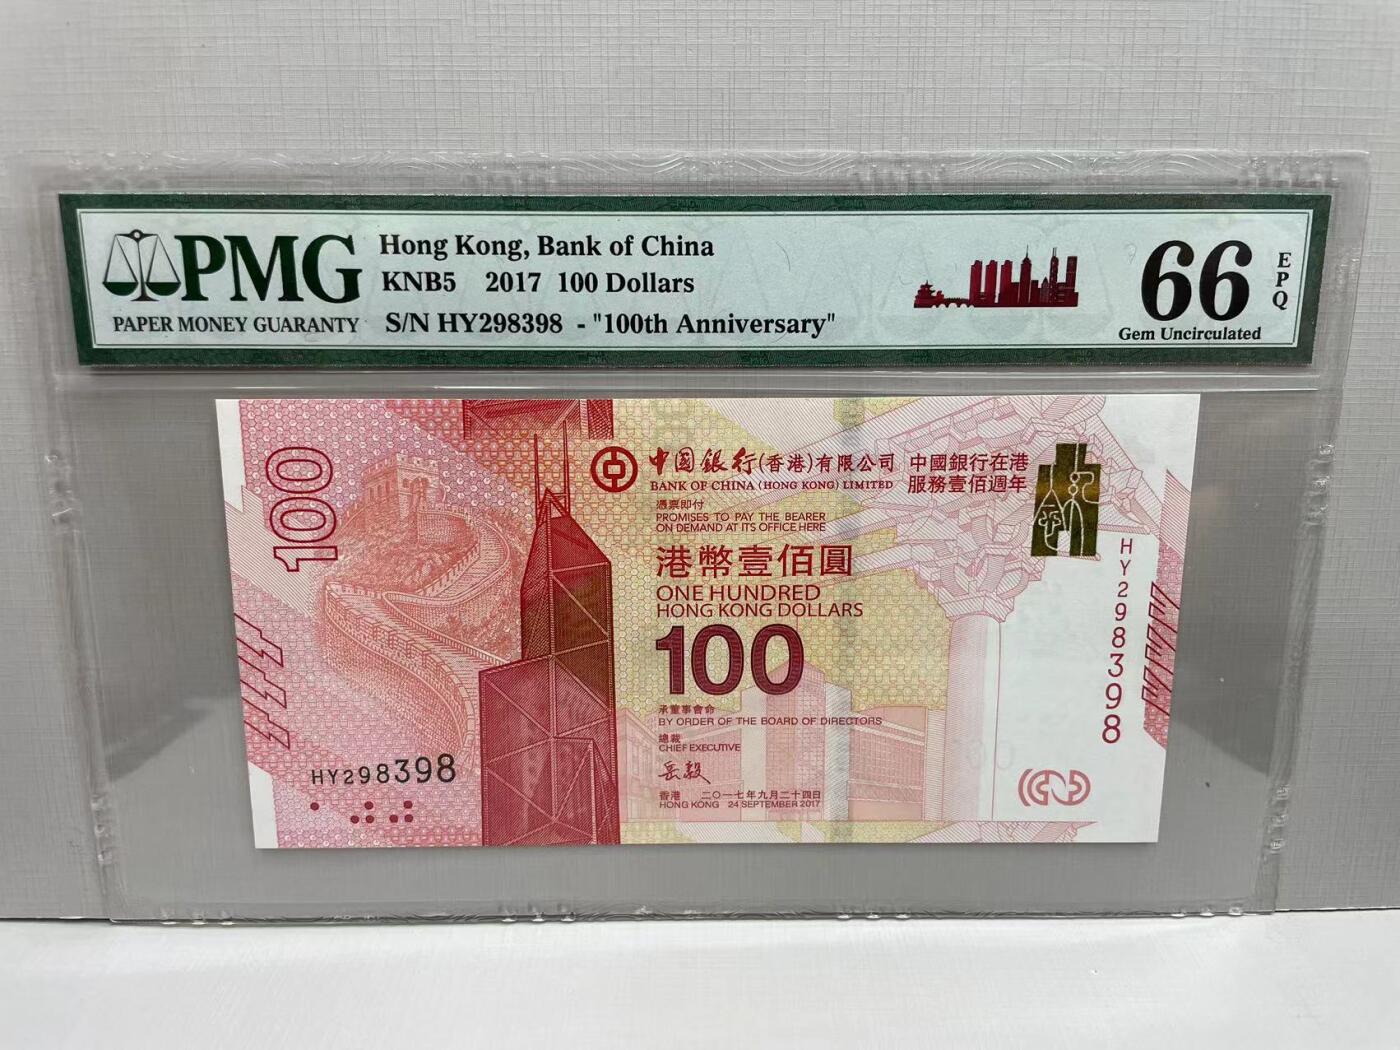 PMG
PAPER MONEY GUARANTY
Hong Kong, Bank of China
KNB5 2017 100 Dollars
S/N HY298398 - "100th Anniversary"
66
EPQ
Gem Uncirculated
100
中國銀行(香港)有限公司
BANK OF CHINA (HONG KONG) LIMITED
中國銀行在港
服務壹佰週年
憑票即付
PROMISES TO PAY THE BEARER
ON DEMAND AT ITS OFFICE HERE
港幣壹佰圓
ONE HUNDRED
HONG KONG DOLLARS
100
承董事會命
BY ORDER OF THE BOARD OF DIRECTORS
總裁
CHIEF EXECUTIVE
岳毅
香港 二〇一七年九月二十四日
HONG KONG 24 SEPTEMBER 2017
HY298398
HY298398